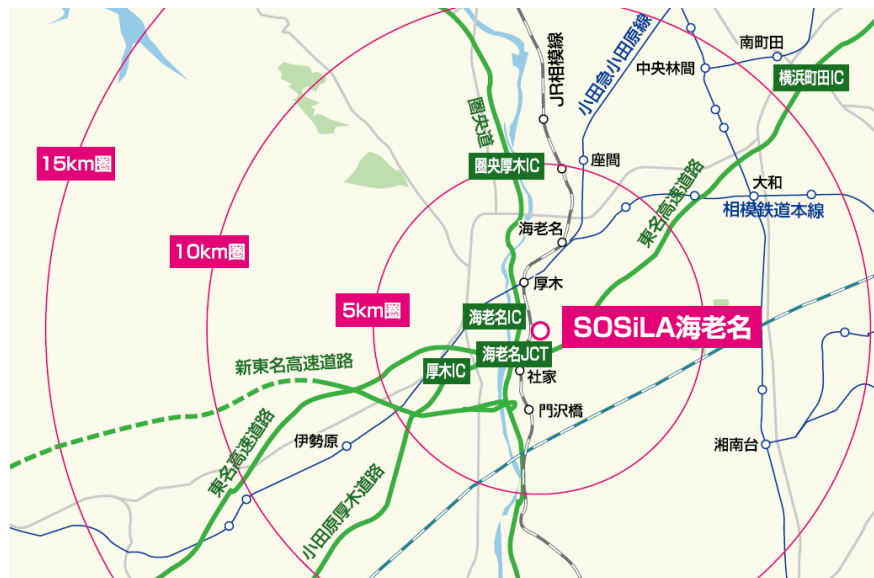 南町田
中央林間
横浜町田IC
JR相模線
小田急小田原線
圏央道
15km圏
圏央厚木IC
座間
大和
相模鉄道本線
東名高速道路
海老名
10km圏
厚木
5km圏
海老名IC
SOSiLA海老名
海老名JCT
新東名高速道路
厚木IC
社家
門沢橋
伊勢原
東名高速道路
小田原厚木道路
湘南台